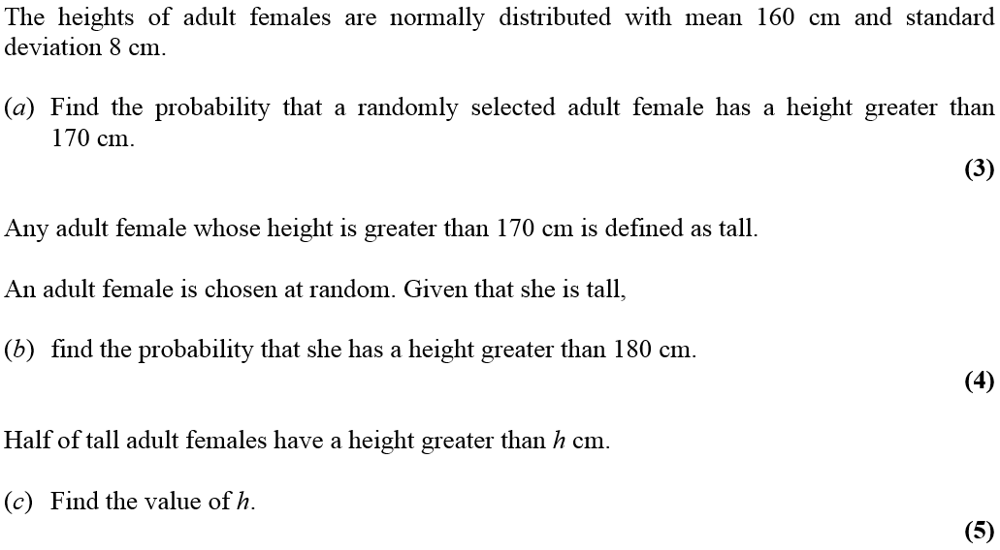 The heights of adult females are normally distributed with mean 160 cm and standard
deviation 8 cm.
(a) Find the probability that a randomly selected adult female has a height greater than
170 cm.
(3)
Any adult female whose height is greater than 170 cm is defined as tall.
An adult female is chosen at random. Given that she is tall,
(b) find the probability that she has a height greater than 180 cm.
(4)
Half of tall adult females have a height greater than h cm.
(c) Find the value of h.
(5)